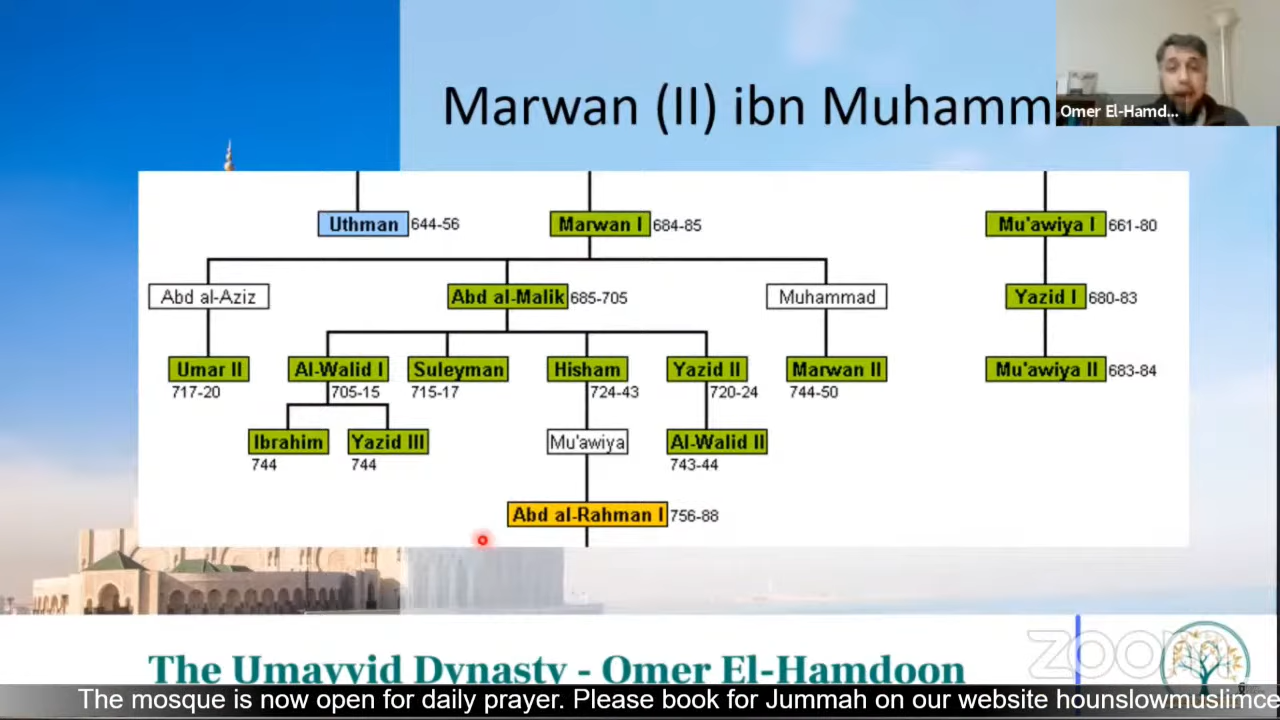 Marwan (II) ibn Muhamm
Omer El-Hamd...
Uthman 644-56
Marwan I 684-85
Mu'awiya I 661-80
Abd al-Aziz
Abd al-Malik 685-705
Muhammad
Yazid I 680-83
Umar II
717-20
Al-Walid I
705-15
Suleyman
715-17
Hisham
724-43
Yazid II
720-24
Marwan II
744-50
Mu'awiya II 683-84
Ibrahim
744
Yazid III
744
Mu'awiya
Al-Walid II
743-44
Abd al-Rahman I 756-88
zoom
The Umayyid Dynasty - Omer El-Hamdoon
The mosque is now open for daily prayer. Please book for Jummah on our website hounslowmuslimce